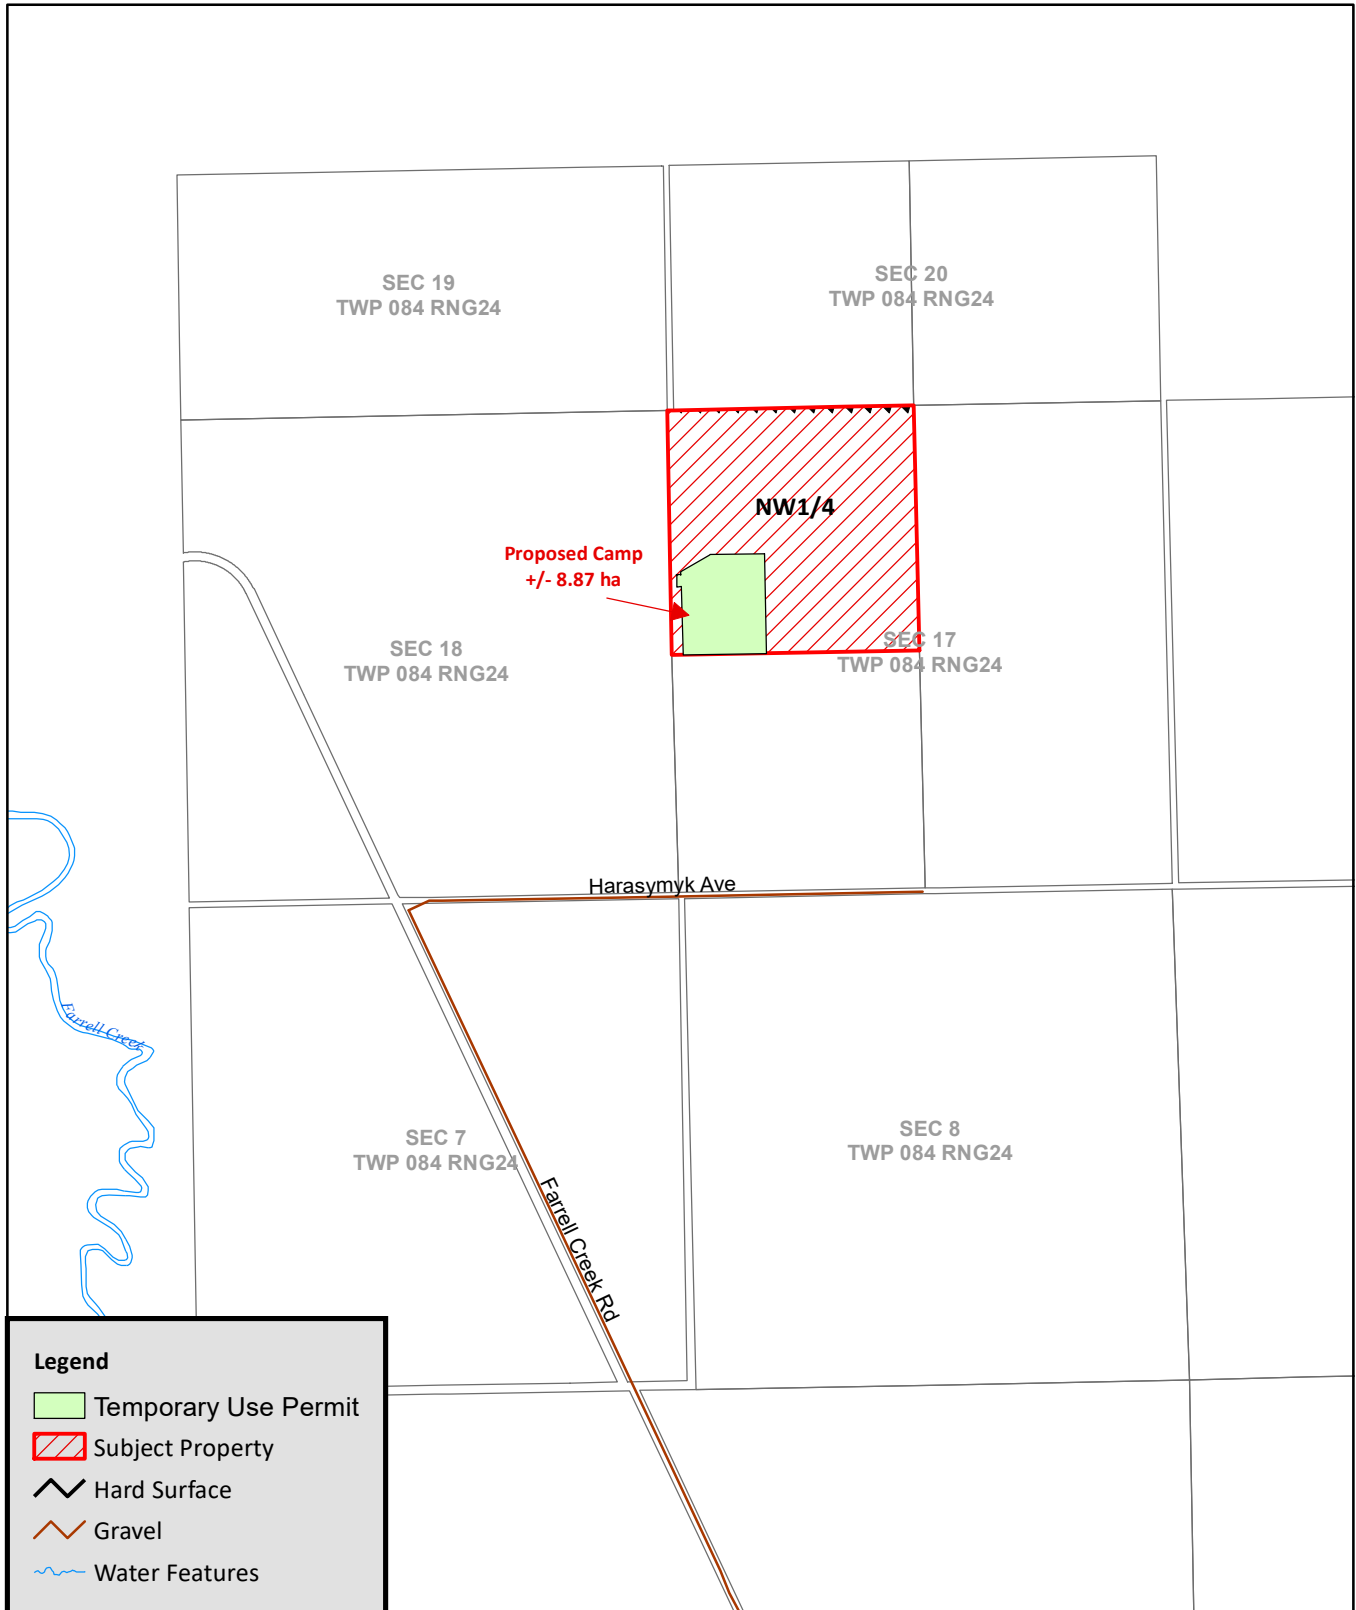 SEC 19
TWP 084 RNG24
SEC 20
TWP 084 RNG24
NW1/4
Proposed Camp
+/- 8.87 ha
SEC 18
TWP 084 RNG24
SEC 17
TWP 084 RNG24
Harasymyk Ave
Farrell Creek
SEC 7
TWP 084 RNG24
SEC 8
TWP 084 RNG24
Farrell Creek Rd
Legend
Temporary Use Permit
Subject Property
Hard Surface
Gravel
Water Features